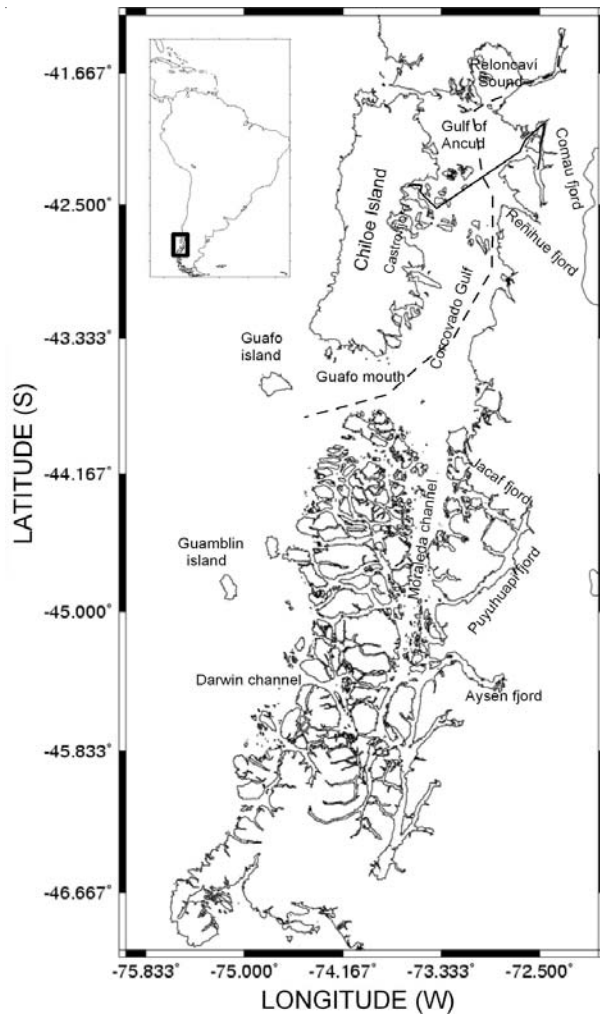 -41.667°
-42.500°
-43.333°
-44.167°
-45.000°
-45.833°
-46.667°
LATITUDE (S)
Reloncaví
Sound
Gulf of
Ancud
Comau fjord
Chiloe Island
Castro fjord
Reñihue fjord
Corcovado Gulf
Guafo
island
Guafo mouth
Iacaf fjord
Moraleda channel
Guamblin
island
Puyuhuapi fjord
Darwin channel
Aysen fjord
-75.833°
-75.000°
-74.167°
-73.333°
-72.500°
LONGITUDE (W)